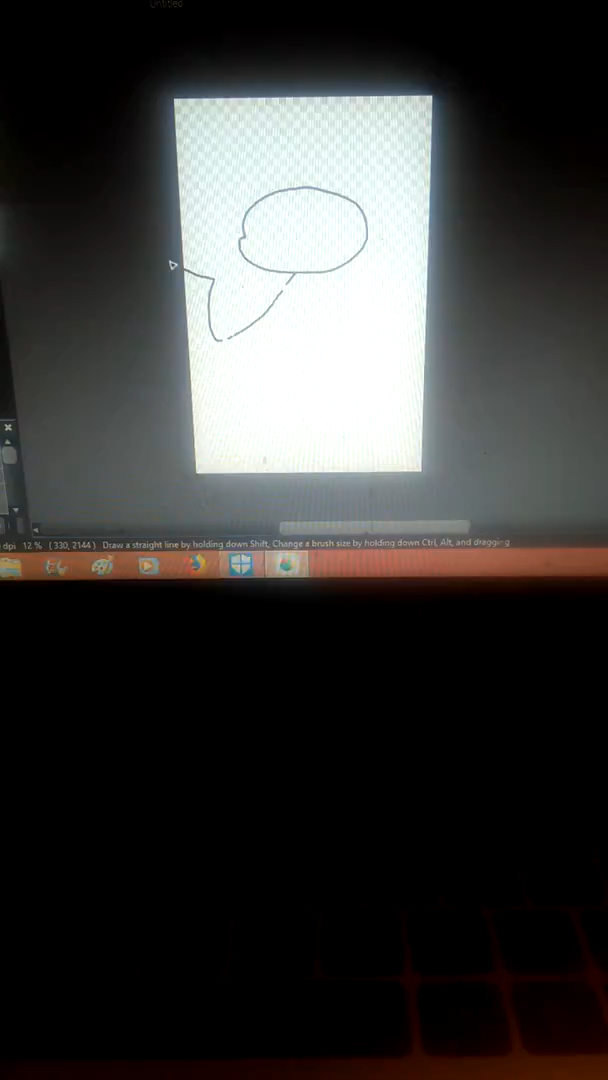 Untitled
dpi 12 % ( 330, 2144 ) Draw a straight line by holding down Shift, Change a brush size by holding down Ctrl, Alt, and dragging